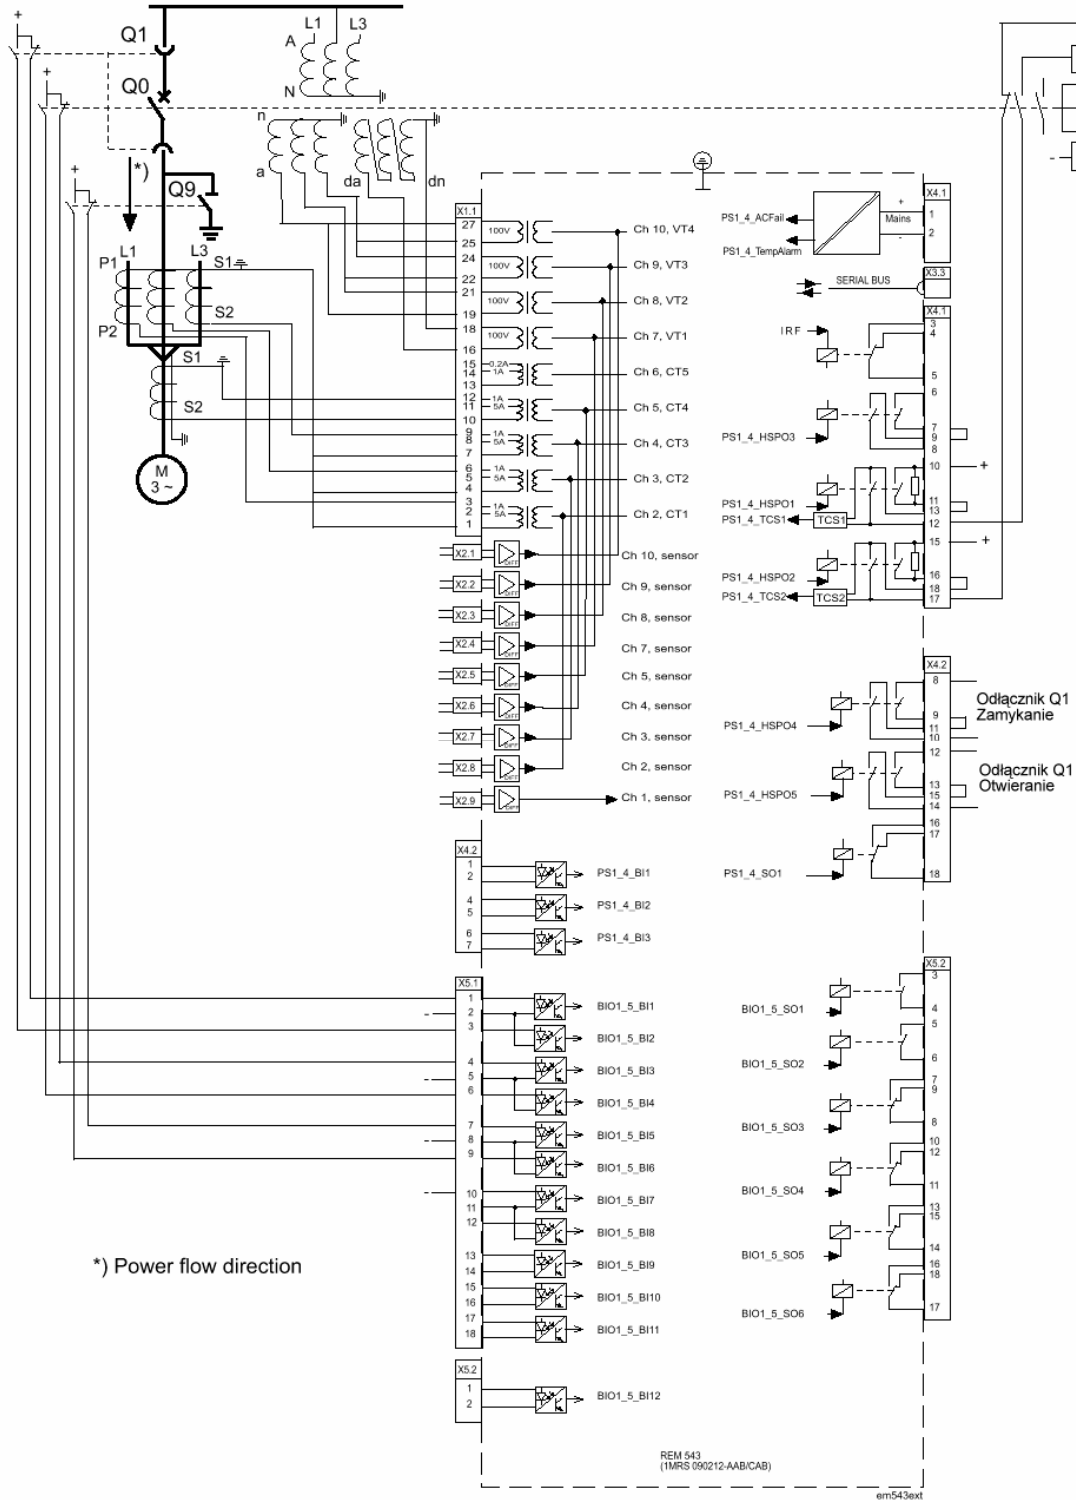 +
Q1
+
Q0
+
*)
Q9
L1
L3
A
N
n
a
da
dn
L1
L3
P1
P2
S1
S2
S1
S2
M
3 ~
X1.1
27
25
24
22
21
19
18
16
15
14
13
12
11
10
9
8
7
6
5
4
3
2
1
100V
100V
100V
100V
0.2A
1A
1A
5A
1A
5A
1A
5A
1A
5A
Ch 10, VT4
Ch 9, VT3
Ch 8, VT2
Ch 7, VT1
Ch 6, CT5
Ch 5, CT4
Ch 4, CT3
Ch 3, CT2
Ch 2, CT1
X2.1 DIFF Ch 10, sensor
X2.2 DIFF Ch 9, sensor
X2.3 DIFF Ch 8, sensor
X2.4 DIFF Ch 7, sensor
X2.5 DIFF Ch 5, sensor
X2.6 DIFF Ch 4, sensor
X2.7 DIFF Ch 3. sensor
X2.8 DIFF Ch 2, sensor
X2.9 DIFF Ch 1, sensor
X4.2
1
2
PS1_4_BI1
4
5
PS1_4_BI2
6
7
PS1_4_BI3
X5.1
1
2
3
4
5
6
7
8
9
10
11
12
13
14
15
16
17
18
BIO1_5_BI1
BIO1_5_BI2
BIO1_5_BI3
BIO1_5_BI4
BIO1_5_BI5
BIO1_5_BI6
BIO1_5_BI7
BIO1_5_BI8
BIO1_5_BI9
BIO1_5_BI10
BIO1_5_BI11
X5.2
1
2
BIO1_5_BI12
*) Power flow direction
PS1_4_ACFail
PS1_4_TempAlarm
+
Mains
-
X4.1
1
2
X3.3
SERIAL BUS
X4.1
IRF
3
4
5
6
PS1_4_HSPO3
7
9
8
10
+
PS1_4_HSPO1
PS1_4_TCS1
TCS1
11
13
12
15
+
PS1_4_HSPO2
PS1_4_TCS2
TCS2
16
18
17
-
X4.2
8
Odłącznik Q1
Zamykanie
PS1_4_HSPO4
9
11
10
12
Odłącznik Q1
Otwieranie
PS1_4_HSPO5
13
15
14
16
17
PS1_4_SO1
18
X5.2
3
BIO1_5_SO1
4
5
BIO1_5_SO2
6
7
9
BIO1_5_SO3
8
10
12
BIO1_5_SO4
11
13
15
BIO1_5_SO5
14
16
18
BIO1_5_SO6
17
REM 543
(1MRS 090212-AAB/CAB)
em543ext